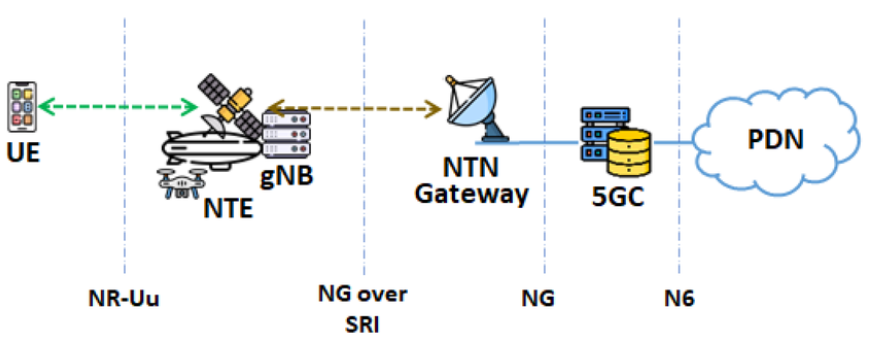 UE
gNB
NTE
NTN
Gateway
5GC
PDN
NR-Uu
NG over
SRI
NG
N6